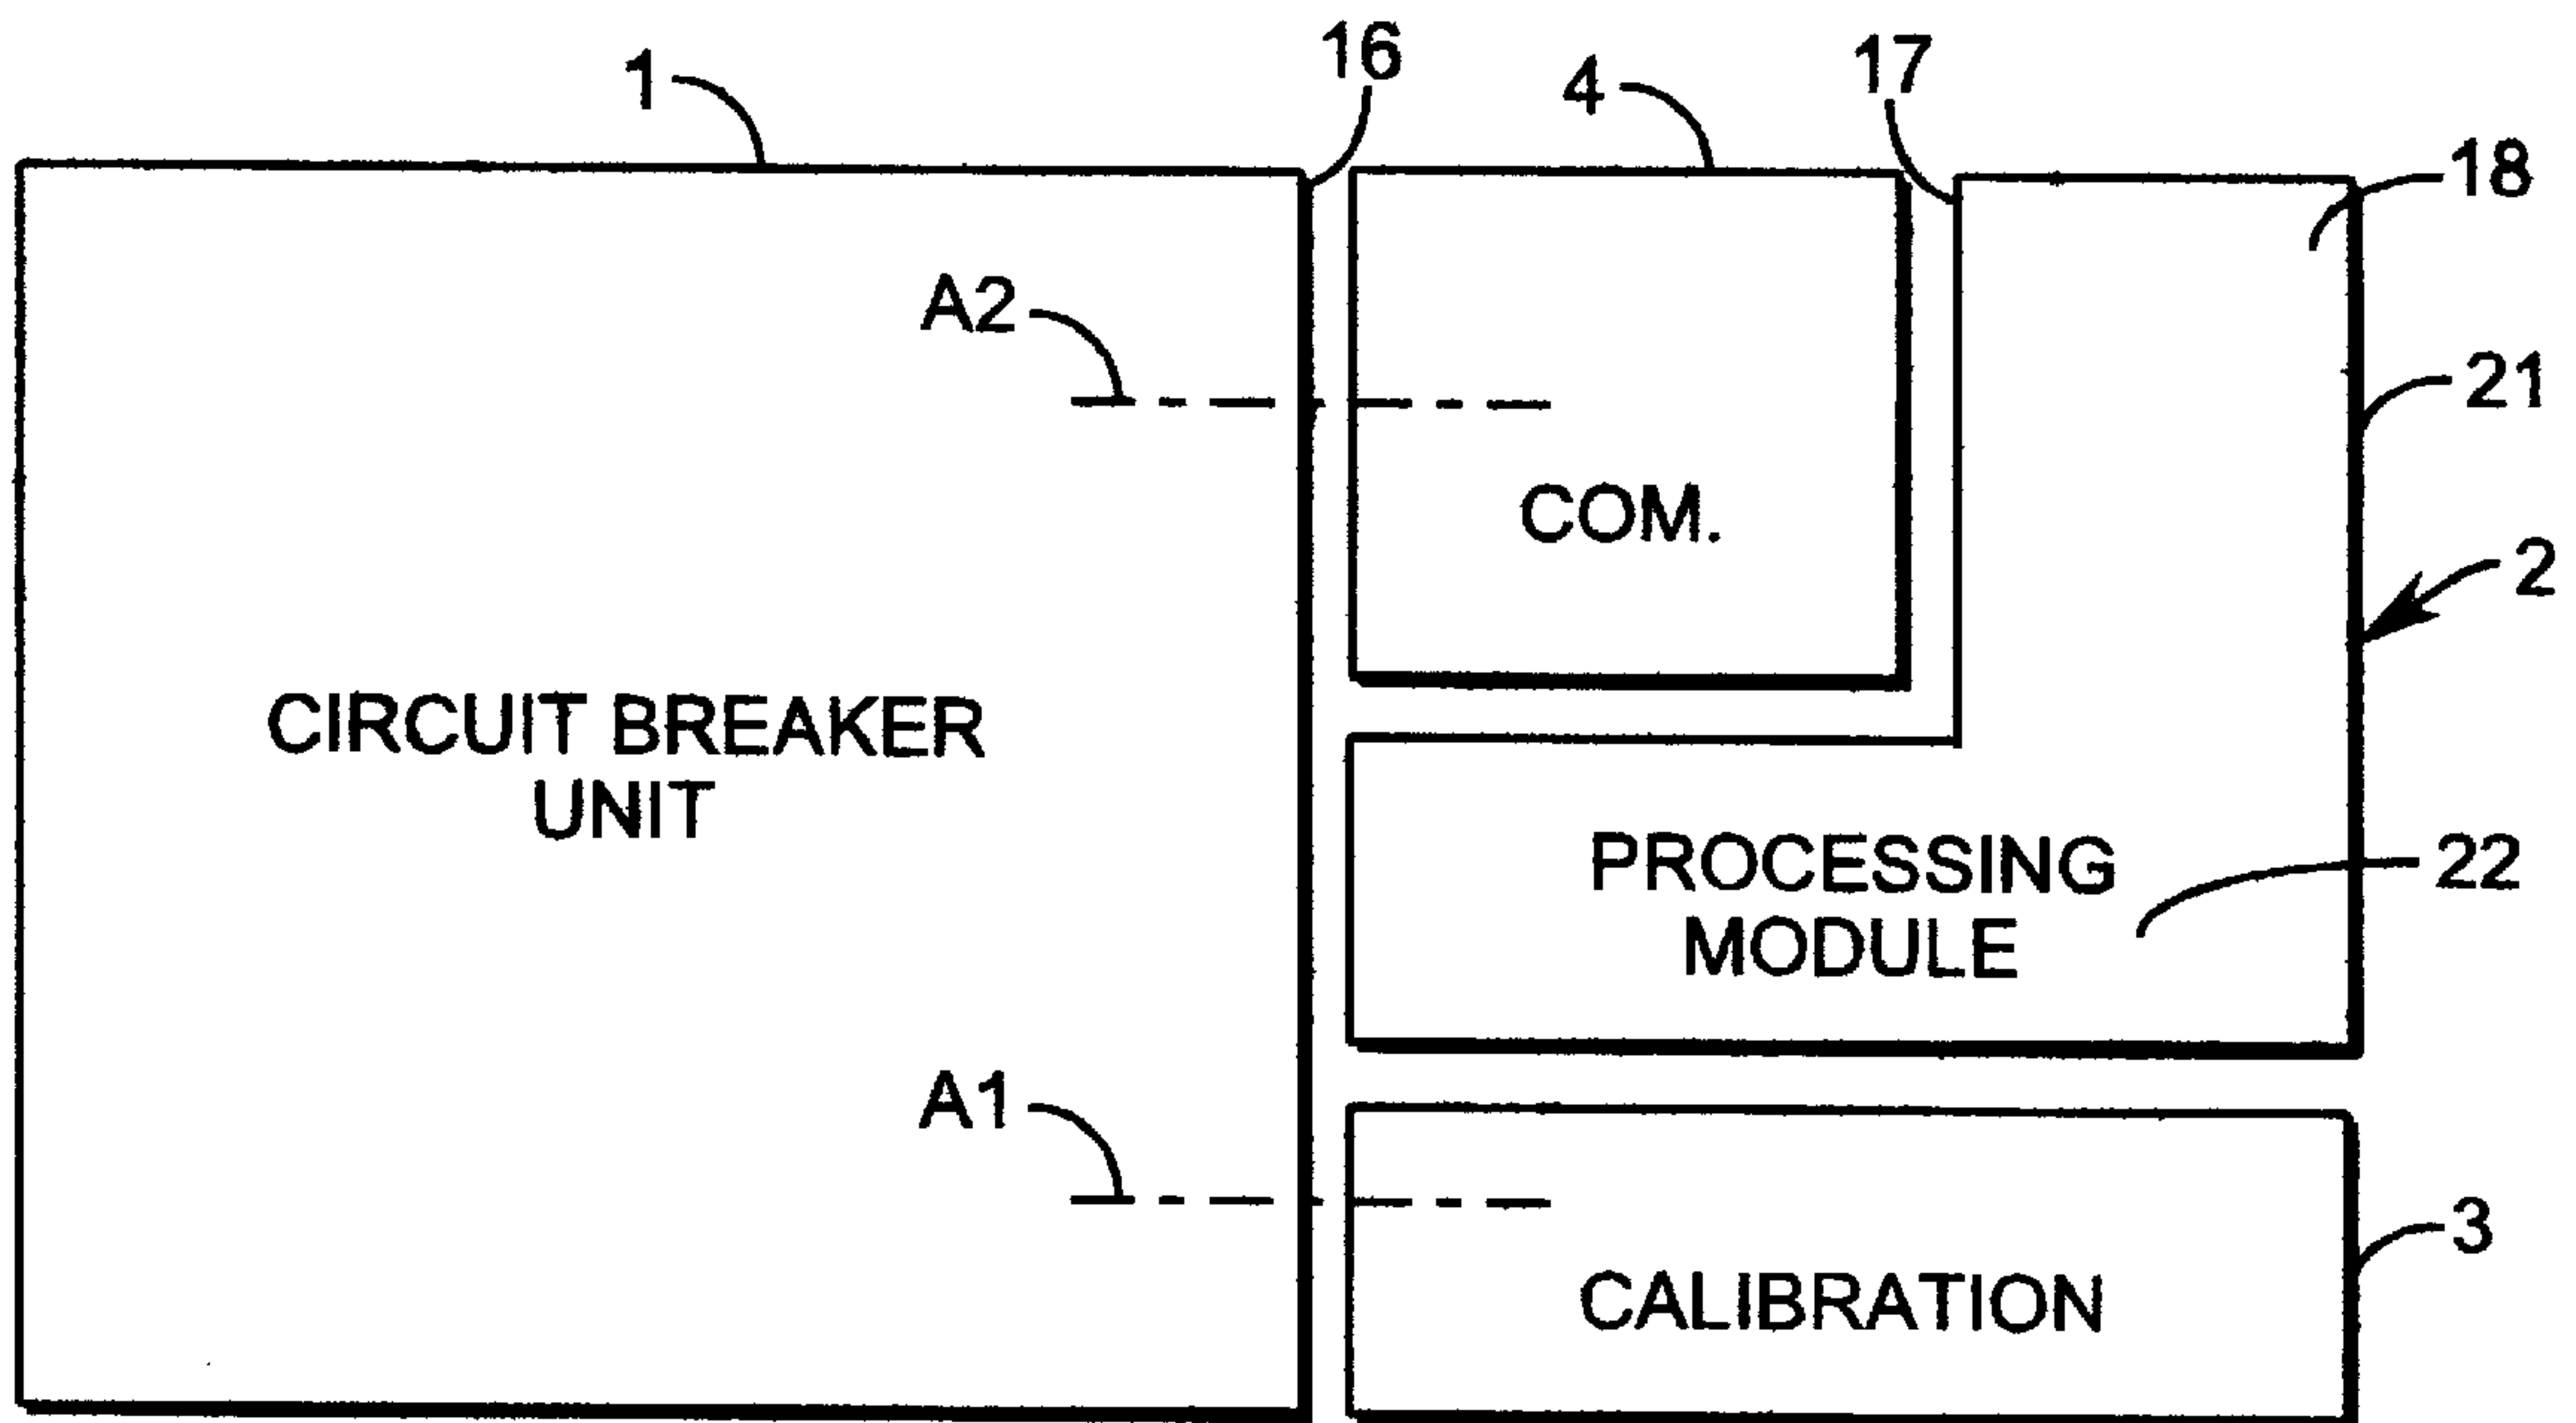 1
16
4
17
18
A2
21
COM.
2
CIRCUIT BREAKER
UNIT
PROCESSING
MODULE
22
A1
3
CALIBRATION